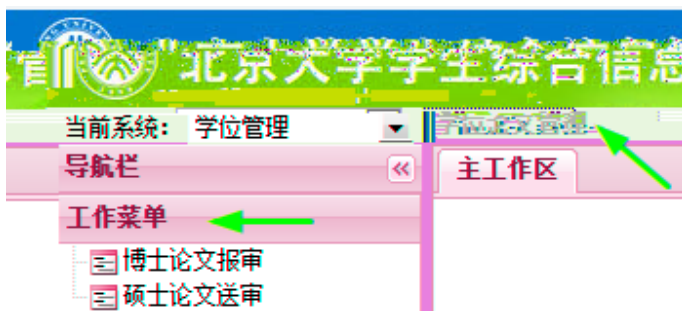 北京大学学生综合信息
当前系统： 学位管理
导航栏
主工作区
工作菜单
博士论文报审
硕士论文送审